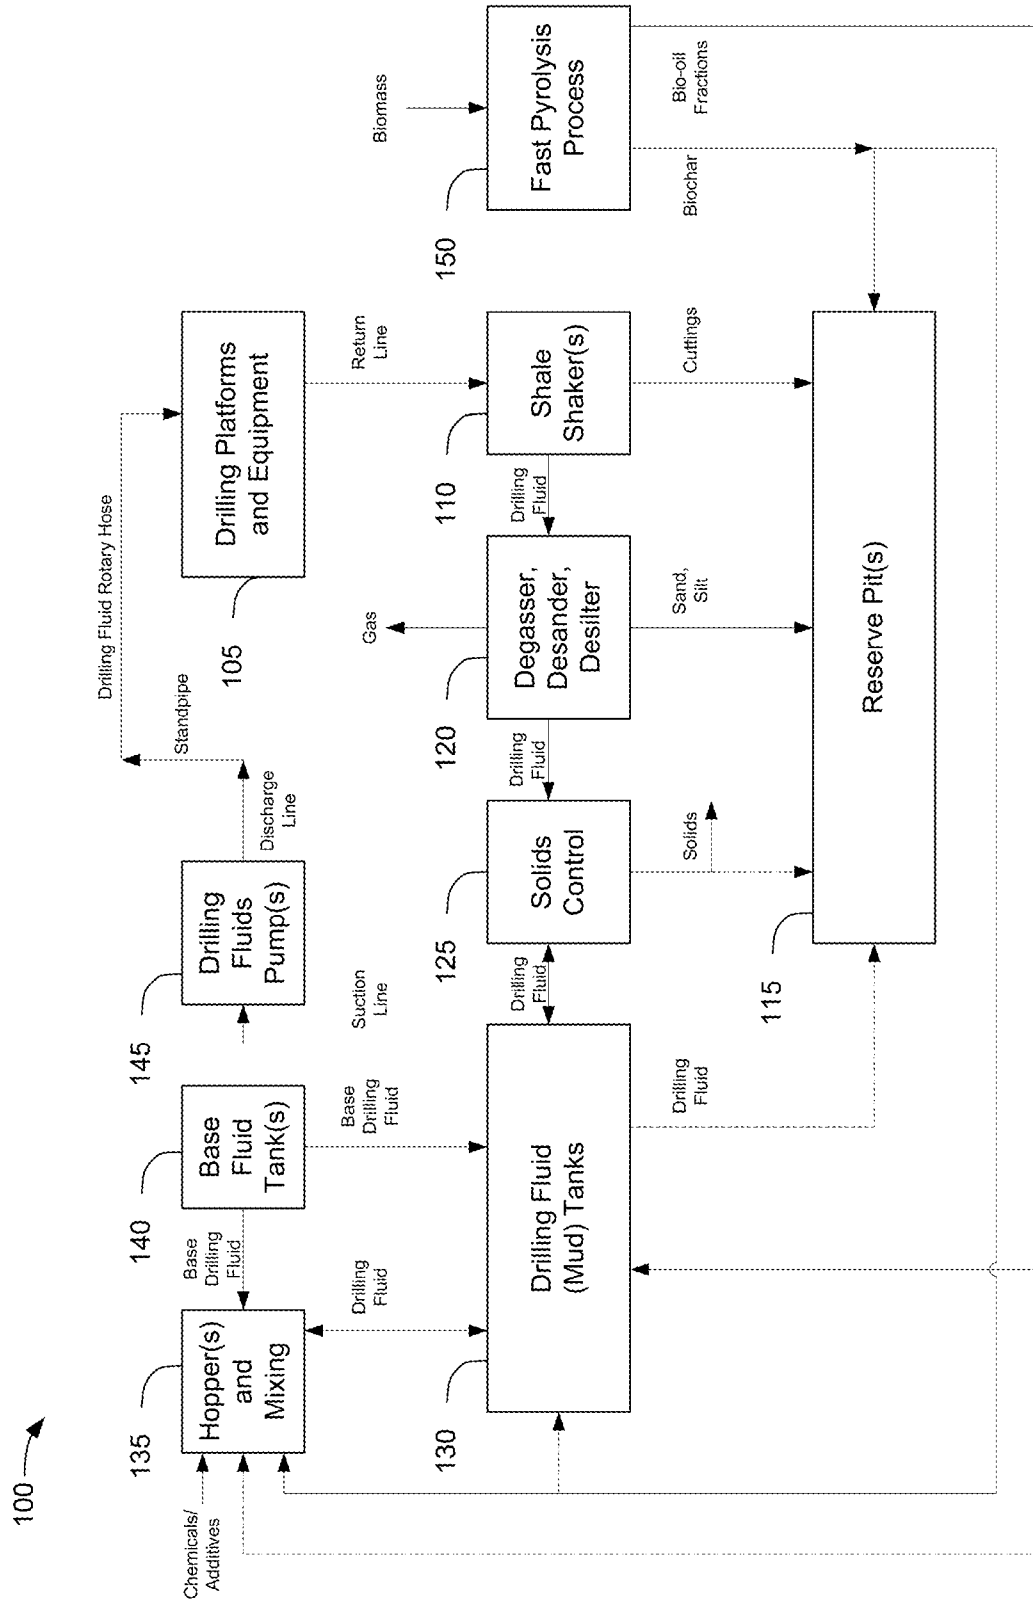 100
Chemicals/
Additives
135
Hopper(s)
and
Mixing
Base
Drilling
Fluid
140
Base
Fluid
Tank(s)
145
Drilling
Fluids
Pump(s)
Discharge
Line
Standpipe
Drilling Fluid Rotary Hose
105
Drilling Platforms
and Equipment
Drilling
Fluid
Base
Drilling
Fluid
Suction
Line
Gas
Return
Line
Biomass
130
Drilling Fluid
(Mud) Tanks
Drilling
Fluid
125
Solids
Control
Drilling
Fluid
120
Degasser,
Desander,
Desilter
Drilling
Fluid
110
Shale
Shaker(s)
150
Fast Pyrolysis
Process
Drilling
Fluid
Solids
Sand,
Silt
Cuttings
Biochar
Bio-oil
Fractions
115
Reserve Pit(s)